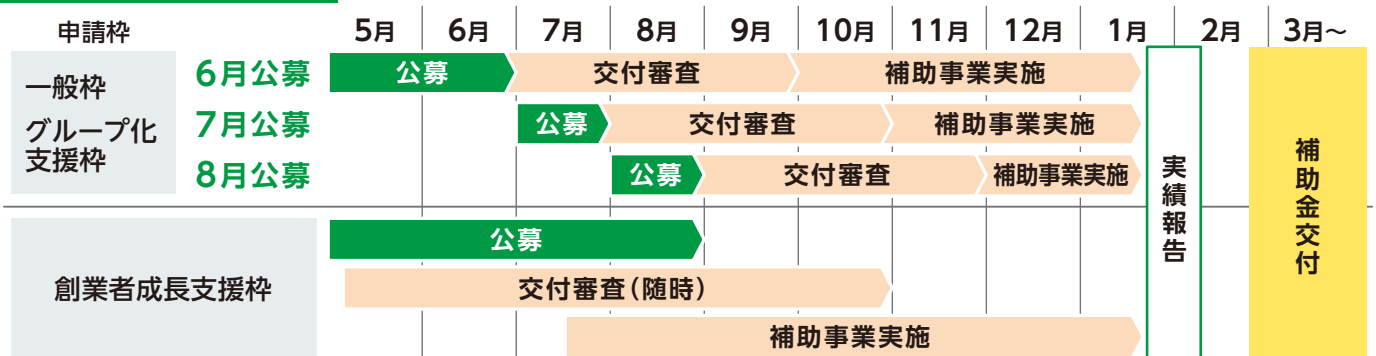 申請枠
5月 6月 7月 8月 9月 10月 11月 12月 1月 2月 3月～
一般枠
グループ化
支援枠
6月公募 公募 交付審査 補助事業実施
7月公募 公募 交付審査 補助事業実施
8月公募 公募 交付審査 補助事業実施
創業者成長支援枠
公募
交付審査（随時）
補助事業実施
実績報告
補助金交付